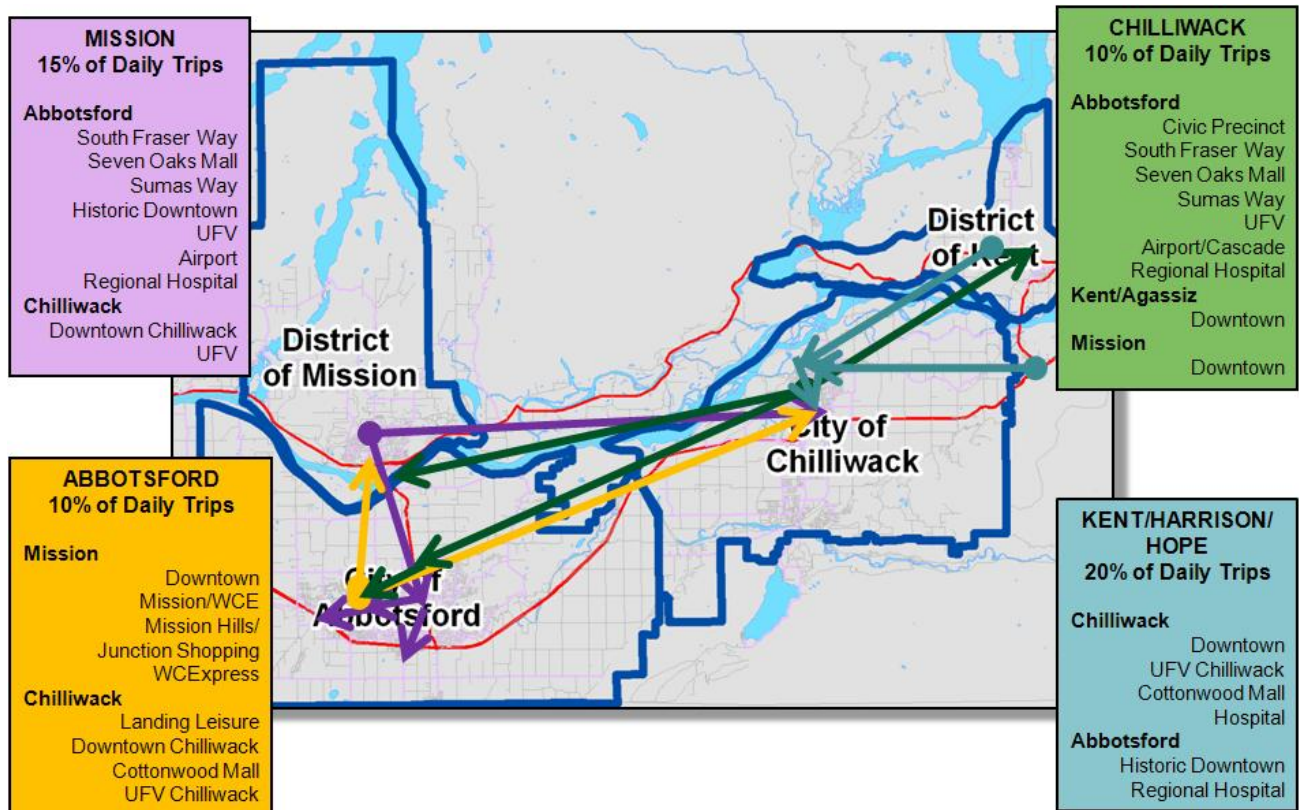 MISSION
15% of Daily Trips
Abbotsford
South Fraser Way
Seven Oaks Mall
Sumas Way
Historic Downtown
UFV
Airport
Regional Hospital
Chilliwack
Downtown Chilliwack
UFV
CHILLIWACK
10% of Daily Trips
Abbotsford
Civic Precinct
South Fraser Way
Seven Oaks Mall
Sumas Way
UFV
Airport/Cascade
Regional Hospital
Kent/Agassiz
Downtown
Mission
Downtown
District
of Kent
District
of Mission
City of
Chilliwack
City of
Abbotsford
ABBOTSFORD
10% of Daily Trips
Mission
Downtown
Mission/WCE
Mission Hills/
Junction Shopping
WCExpress
Chilliwack
Landing Leisure
Downtown Chilliwack
Cottonwood Mall
UFV Chilliwack
KENT/HARRISON/
HOPE
20% of Daily Trips
Chilliwack
Downtown
UFV Chilliwack
Cottonwood Mall
Hospital
Abbotsford
Historic Downtown
Regional Hospital